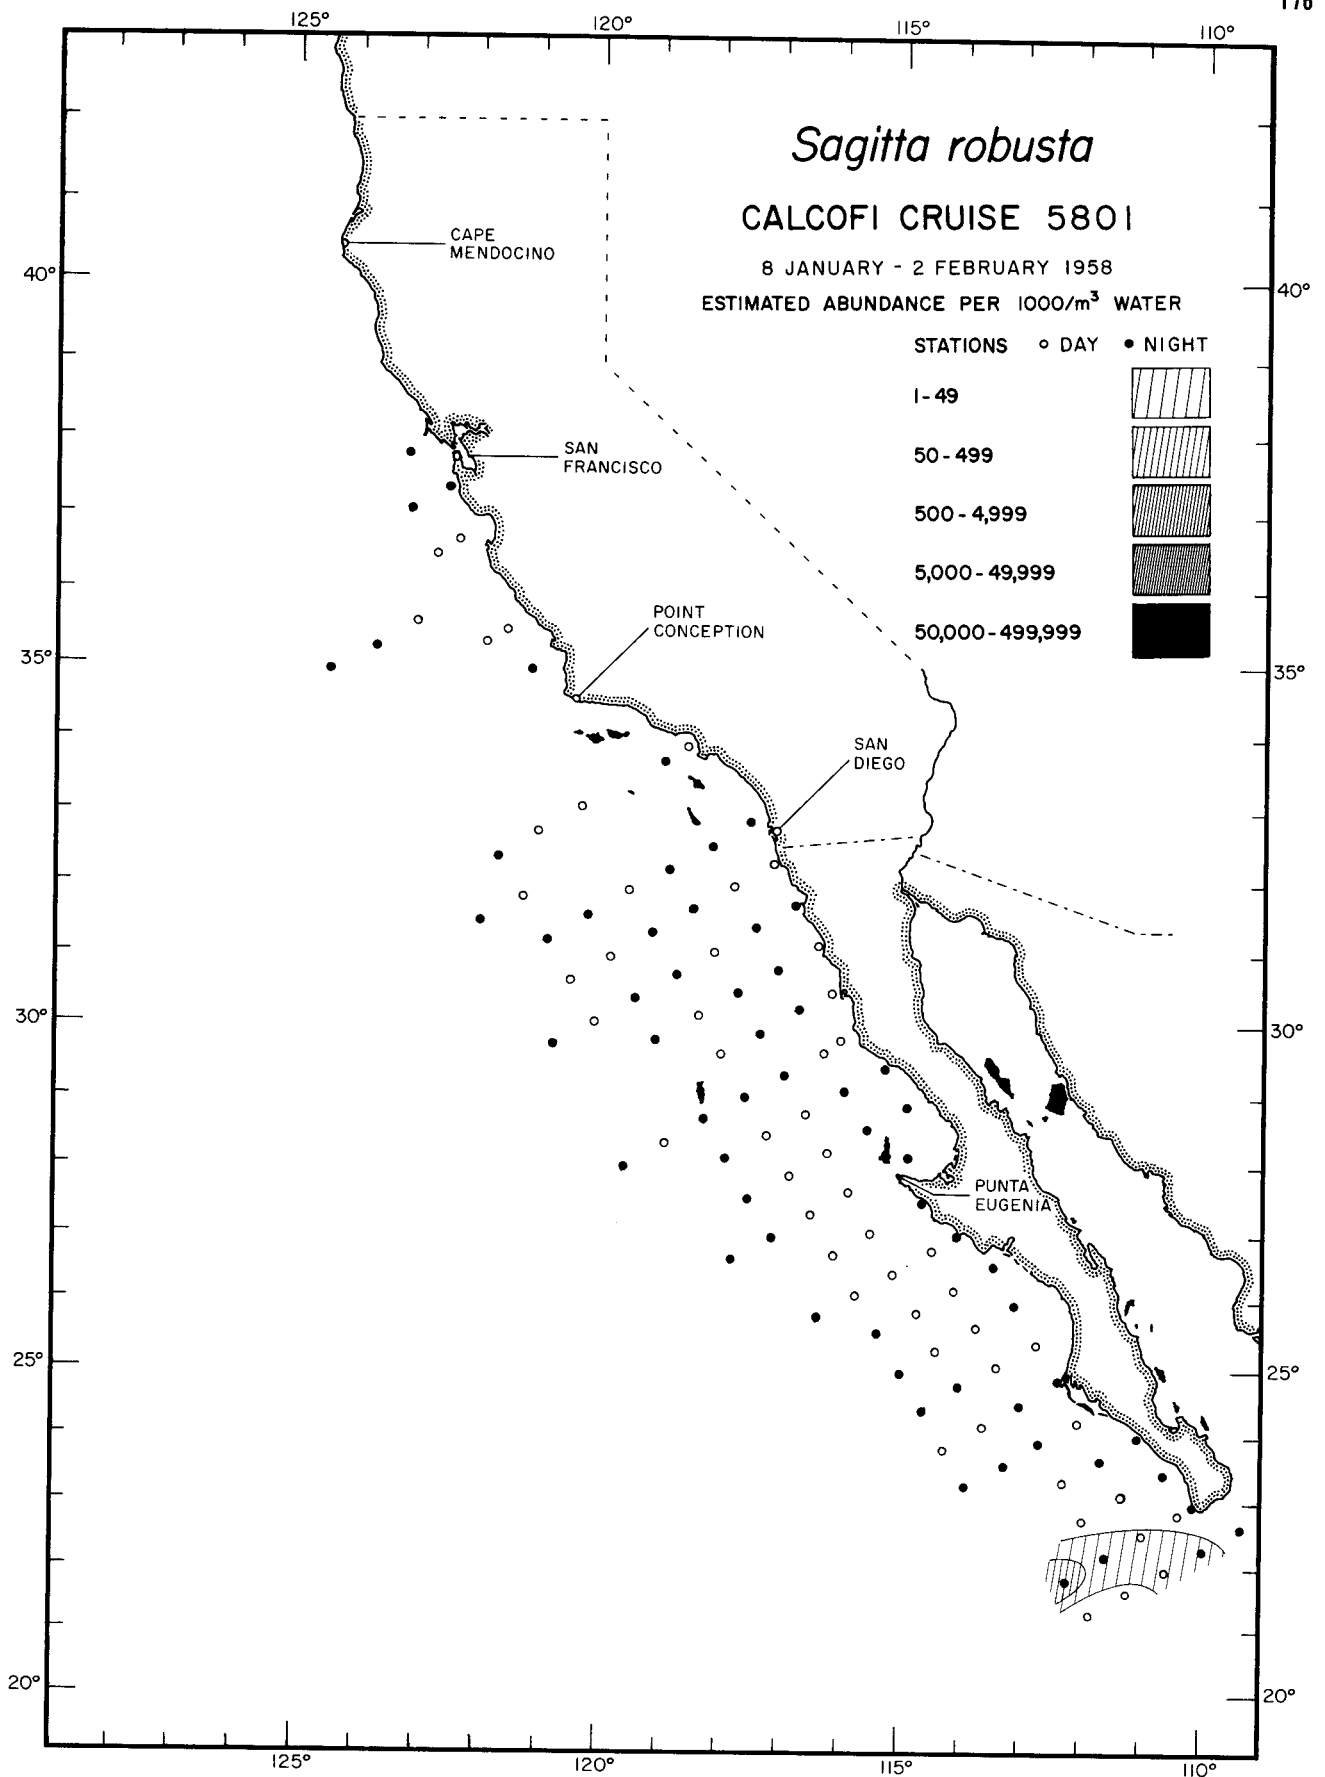 176
125° 120° 115° 110°
Sagitta robusta
CALCOFI CRUISE 5801
8 JANUARY - 2 FEBRUARY 1958
ESTIMATED ABUNDANCE PER 1000/m³ WATER
STATIONS ○ DAY ● NIGHT
1-49
50-499
500-4,999
5,000-49,999
50,000-499,999
CAPE
MENDOCINO
40° 40°
SAN
FRANCISCO
POINT
CONCEPTION
35° 35°
SAN
DIEGO
30° 30°
PUNTA
EUGENIA
25° 25°
20° 20°
125° 120° 115° 110°